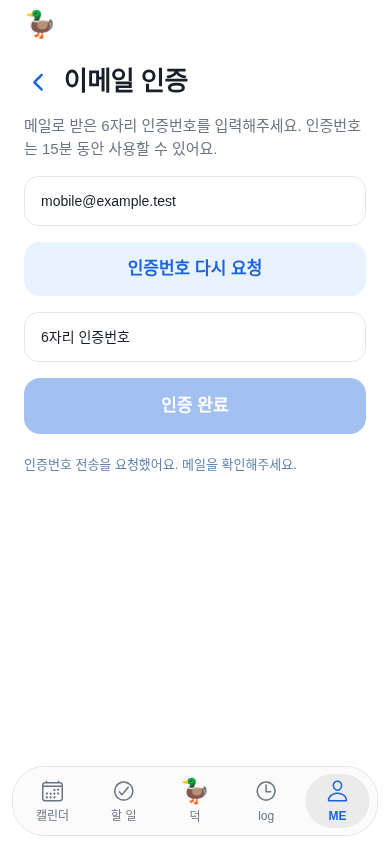 이메일 인증
메일로 받은 6자리 인증번호를 입력해주세요. 인증번호
는 15분 동안 사용할 수 있어요.
mobile@example.test
인증번호 다시 요청
6자리 인증번호
인증 완료
인증번호 전송을 요청했어요. 메일을 확인해주세요.
캘린더 할 일 덕 log ME